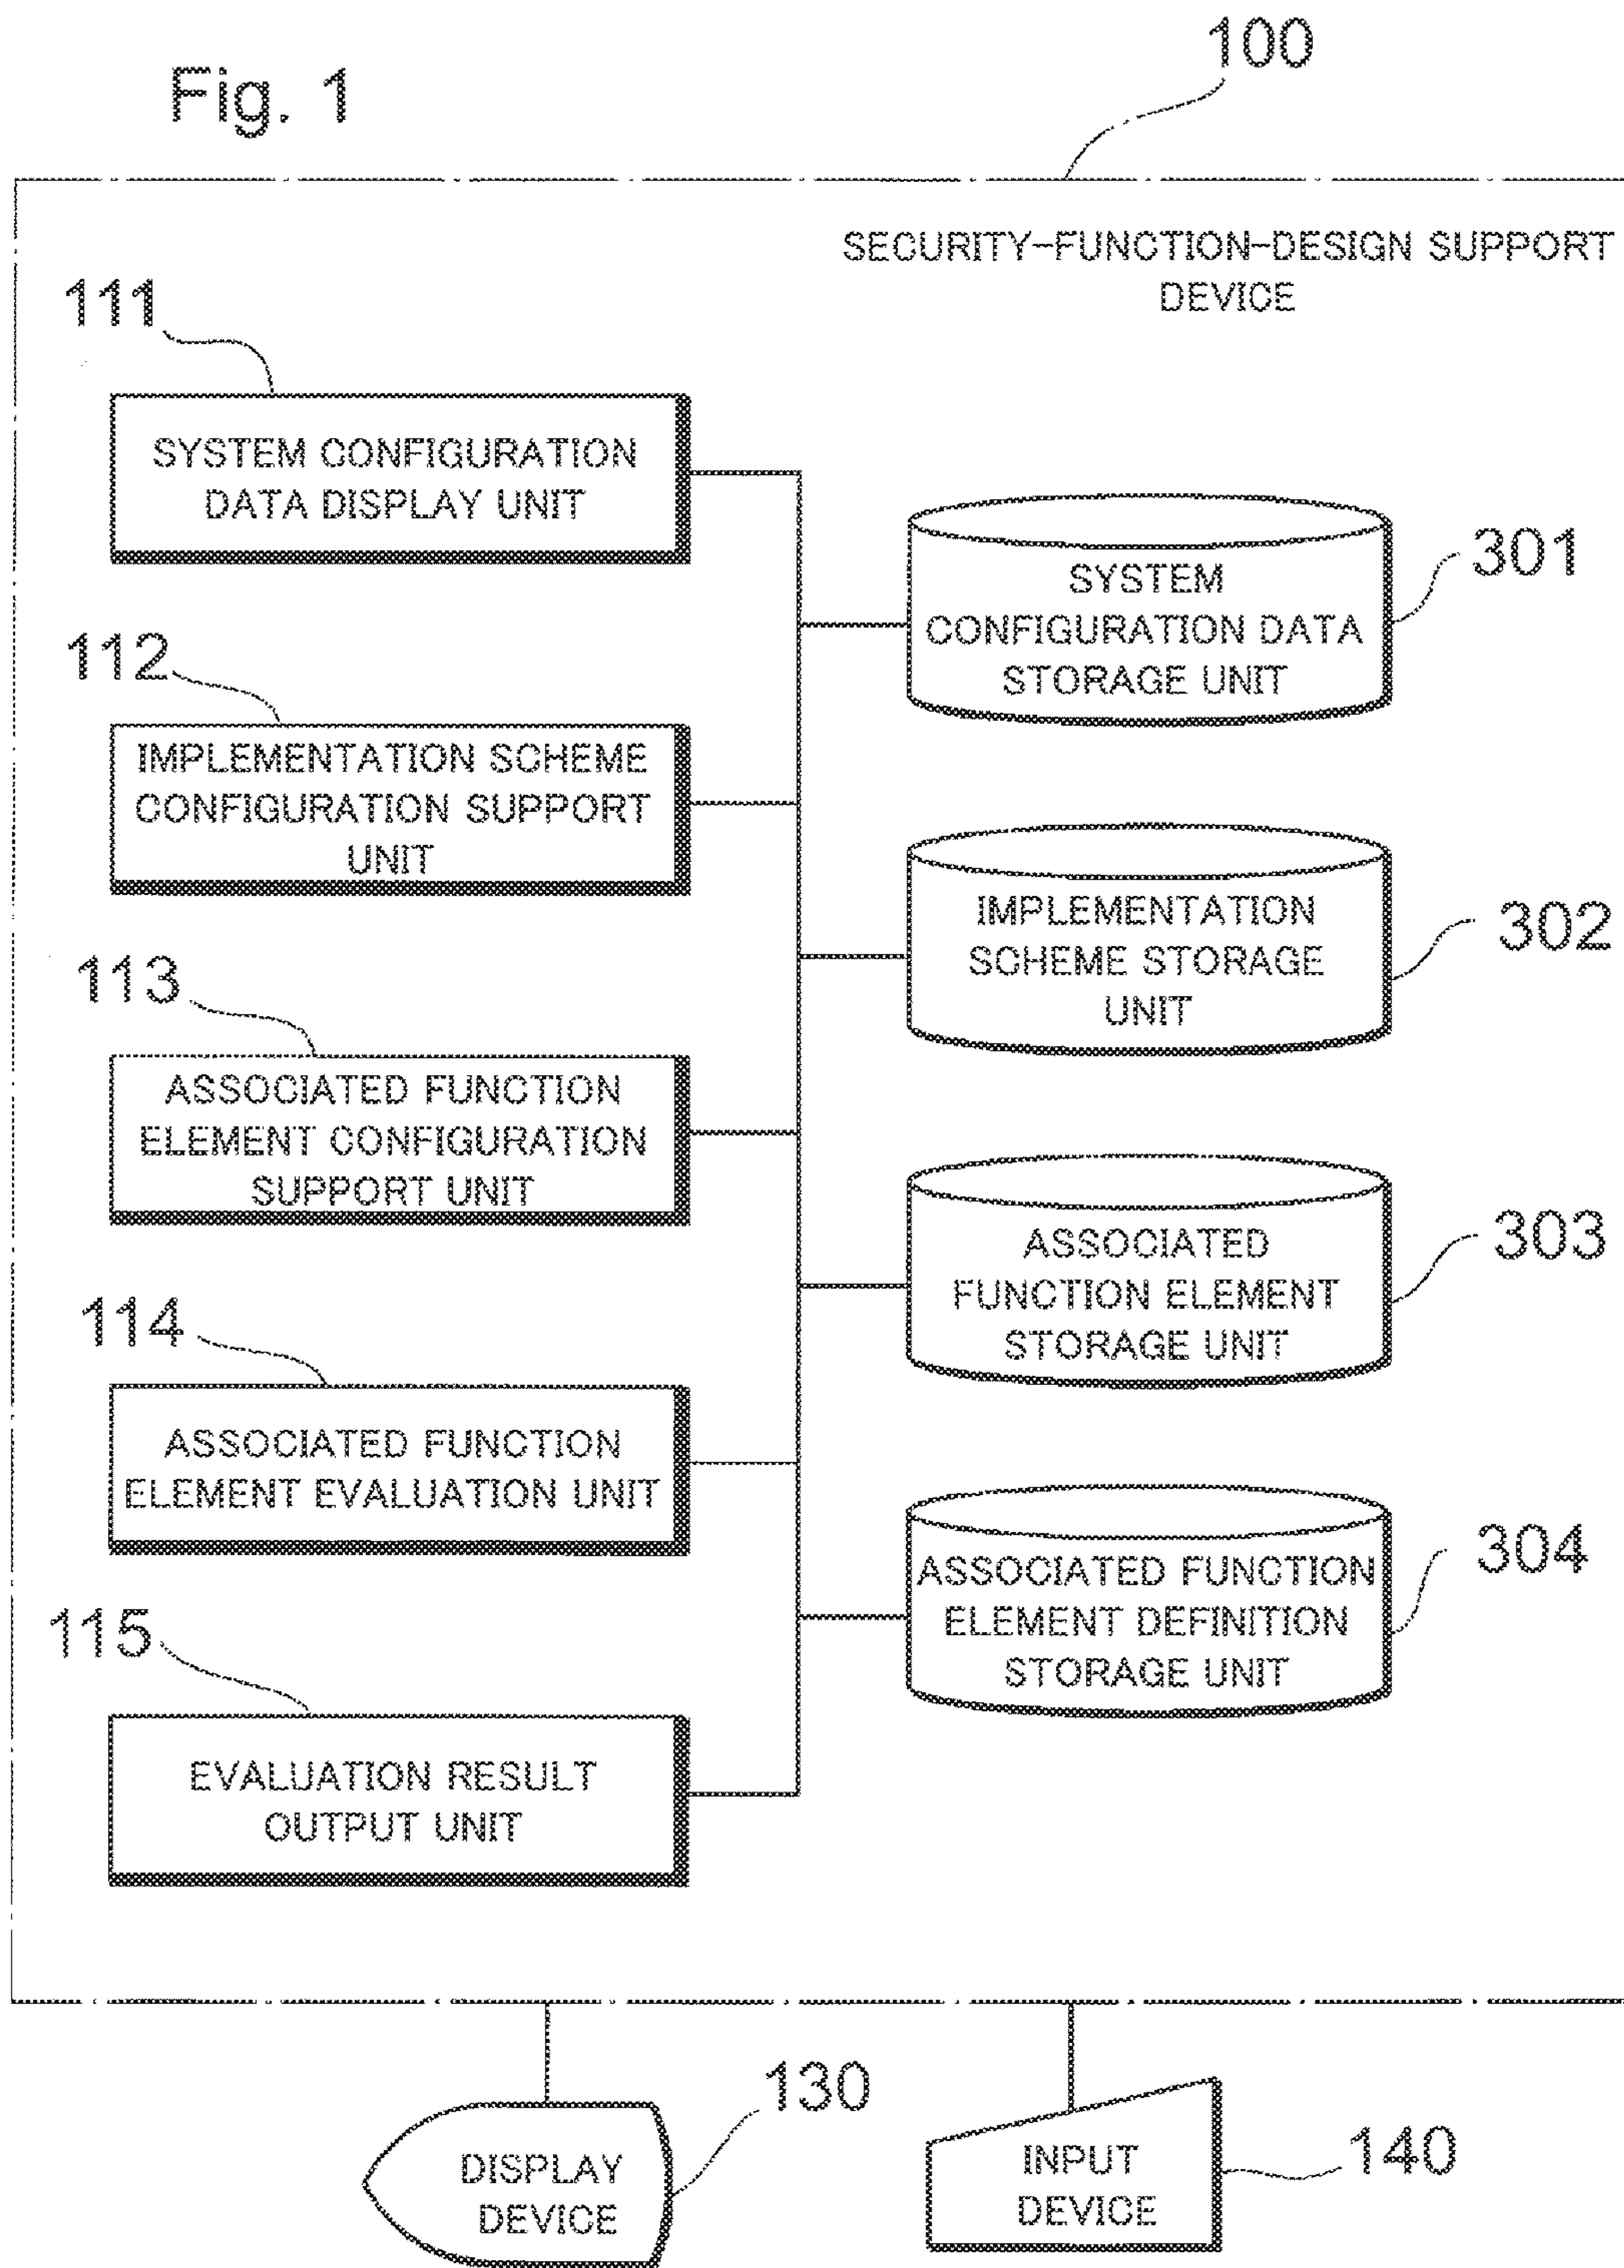 Fig. 1
100
SECURITY-FUNCTION-DESIGN SUPPORT
DEVICE
111
SYSTEM CONFIGURATION
DATA DISPLAY UNIT
301
SYSTEM
CONFIGURATION DATA
STORAGE UNIT
112
IMPLEMENTATION SCHEME
CONFIGURATION SUPPORT
UNIT
302
IMPLEMENTATION
SCHEME STORAGE
UNIT
113
ASSOCIATED FUNCTION
ELEMENT CONFIGURATION
SUPPORT UNIT
303
ASSOCIATED
FUNCTION ELEMENT
STORAGE UNIT
114
ASSOCIATED FUNCTION
ELEMENT EVALUATION UNIT
304
ASSOCIATED FUNCTION
ELEMENT DEFINITION
STORAGE UNIT
115
EVALUATION RESULT
OUTPUT UNIT
130
DISPLAY
DEVICE
140
INPUT
DEVICE